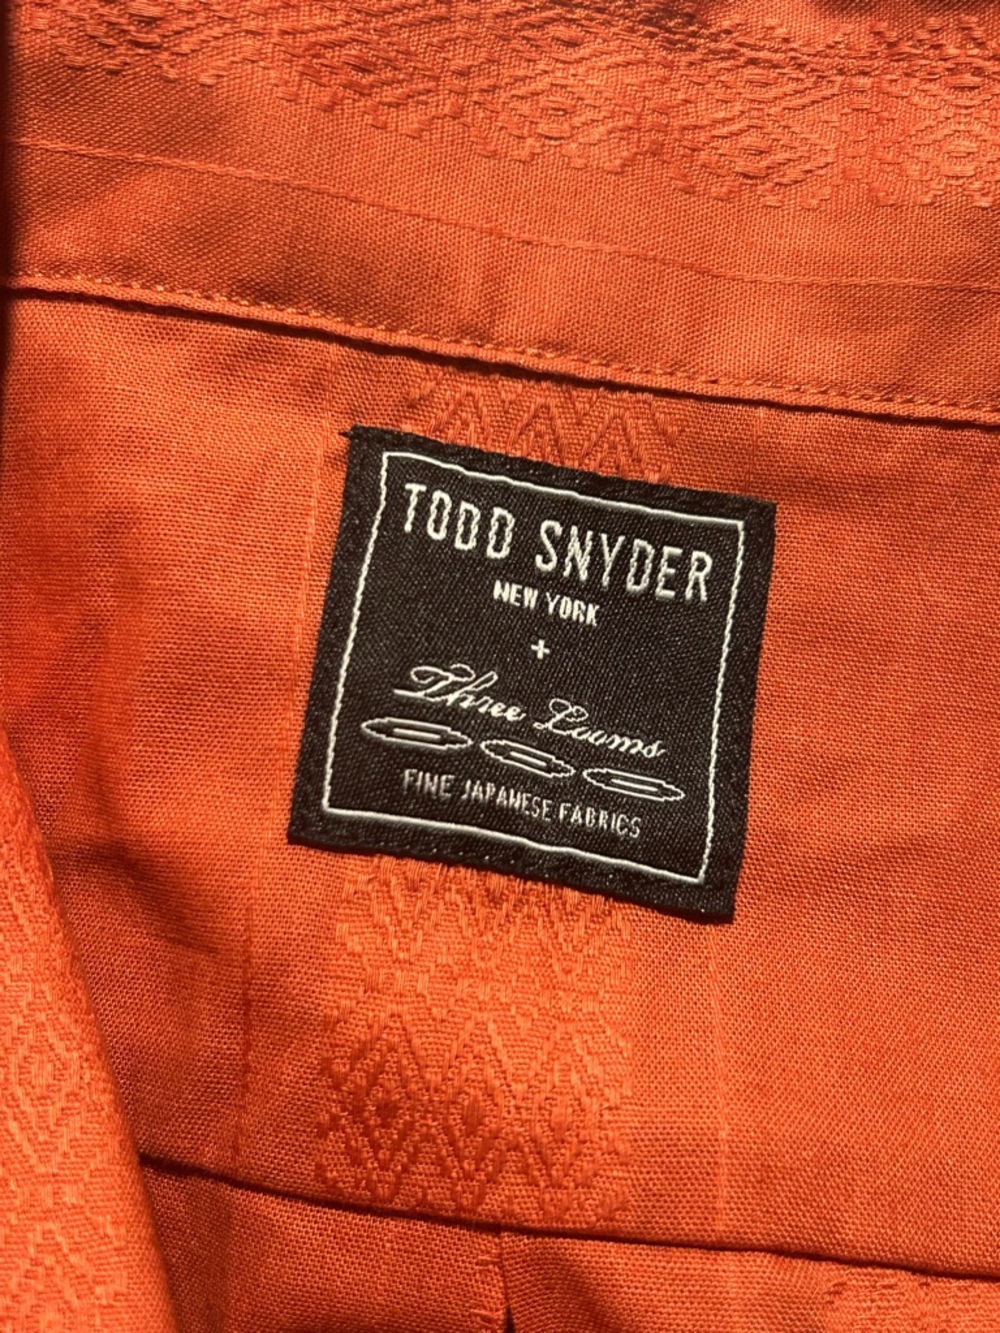 TODD SNYDER
NEW YORK
+
Three Looms
FINE JAPANESE FABRICS